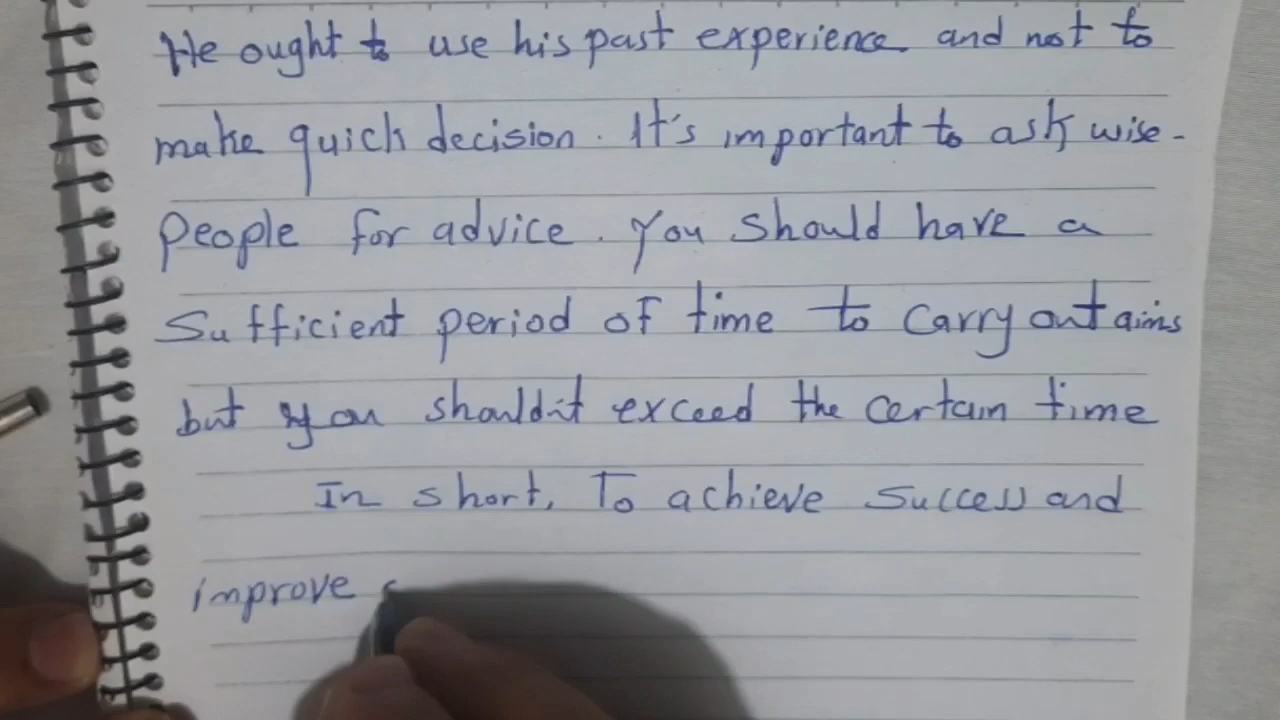 He ought to use his past experience and not to
make quich decision. It's important to ask wise-
people for advice. You should have a
Sufficient period of time to carry out aims
but you shouldn't exceed the certain time
In short, To achieve success and
improve